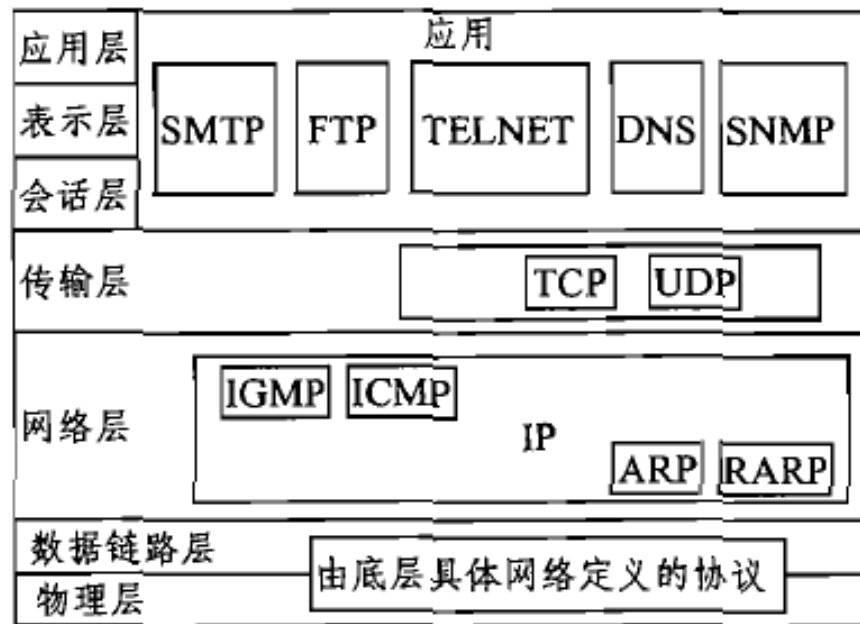 应用层
应用
表示层
SMTP FTP TELNET DNS SNMP
会话层
传输层
TCP UDP
IGMP ICMP
网络层
IP
ARP RARP
数据链路层
由底层具体网络定义的协议
物理层